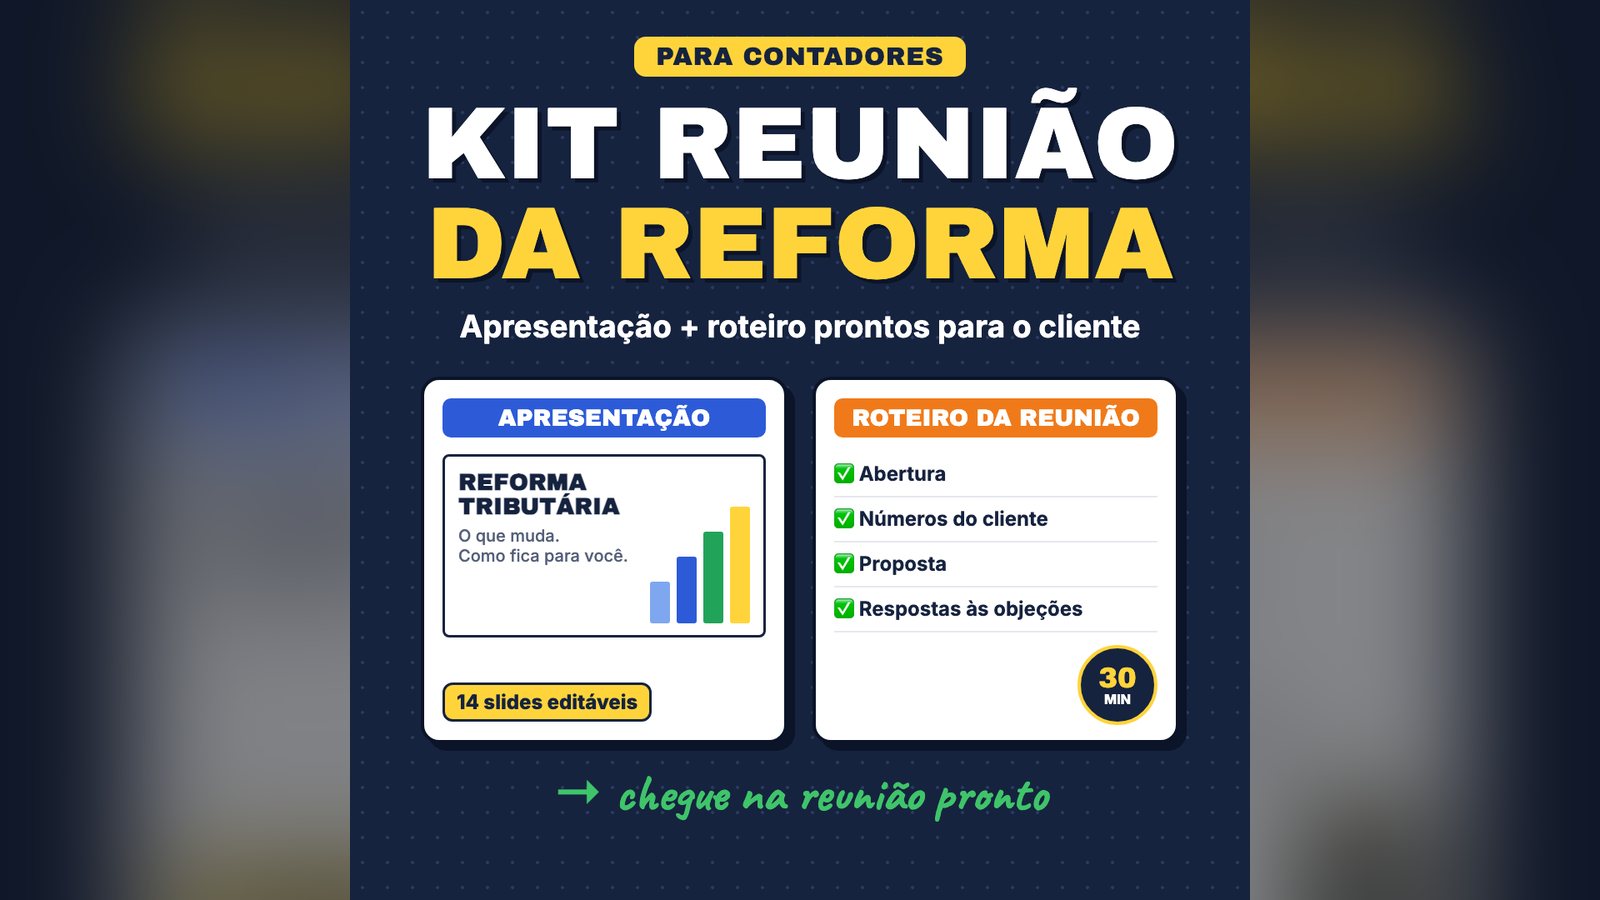 PARA CONTADORES
KIT REUNIÃO
DA REFORMA
Apresentação + roteiro prontos para o cliente
APRESENTAÇÃO
REFORMA
TRIBUTÁRIA
O que muda.
Como fica para você.
14 slides editáveis
ROTEIRO DA REUNIÃO
✅ Abertura
✅ Números do cliente
✅ Proposta
✅ Respostas às objeções
30
MIN
→ chegue na reunião pronto